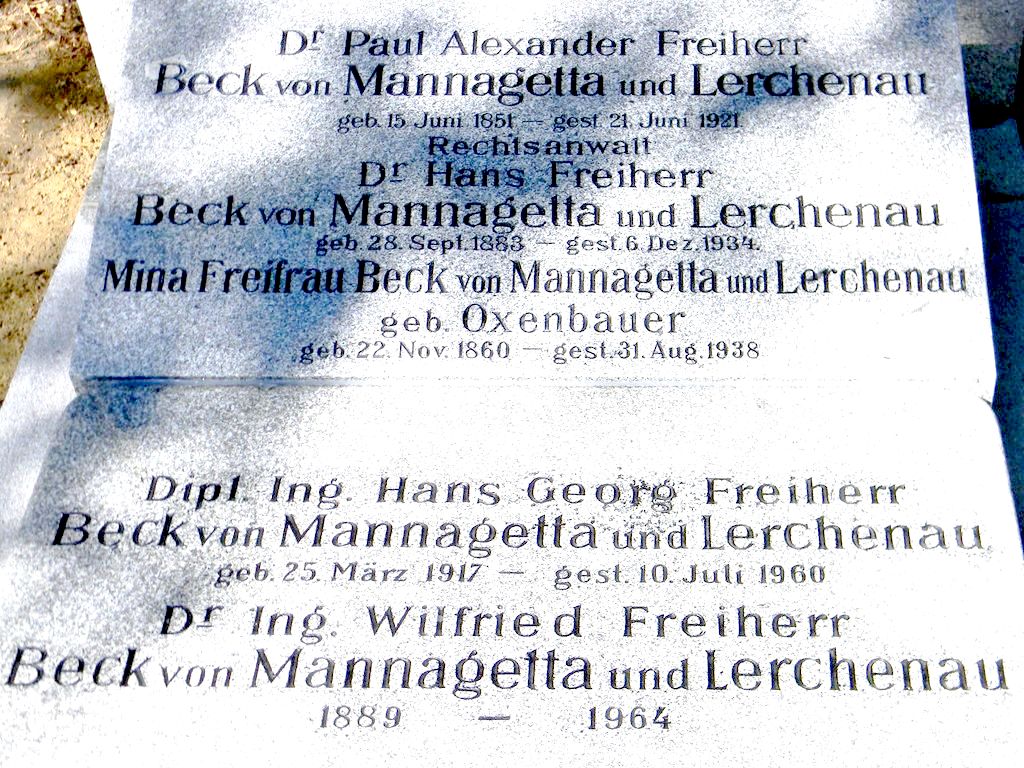 Dr Paul Alexander Freiherr
Beck von Mannagetta und Lerchenau
geb. 15 Juni 1851 — gest. 21. Juni 1921.
Rechtsanwalt
Dr Hans Freiherr
Beck von Mannagetta und Lerchenau
geb. 28. Sept. 1883 — gest. 6. Dez. 1934.
Mina Freifrau Beck von Mannagetta und Lerchenau
geb. Oxenbauer
geb. 22. Nov. 1860 — gest. 31. Aug. 1938
Dipl. Ing. Hans Georg Freiherr
Beck von Mannagetta und Lerchenau
geb. 25. März 1917 — gest. 10. Juli 1960
Dr Ing. Wilfried Freiherr
Beck von Mannagetta und Lerchenau
1889 — 1964